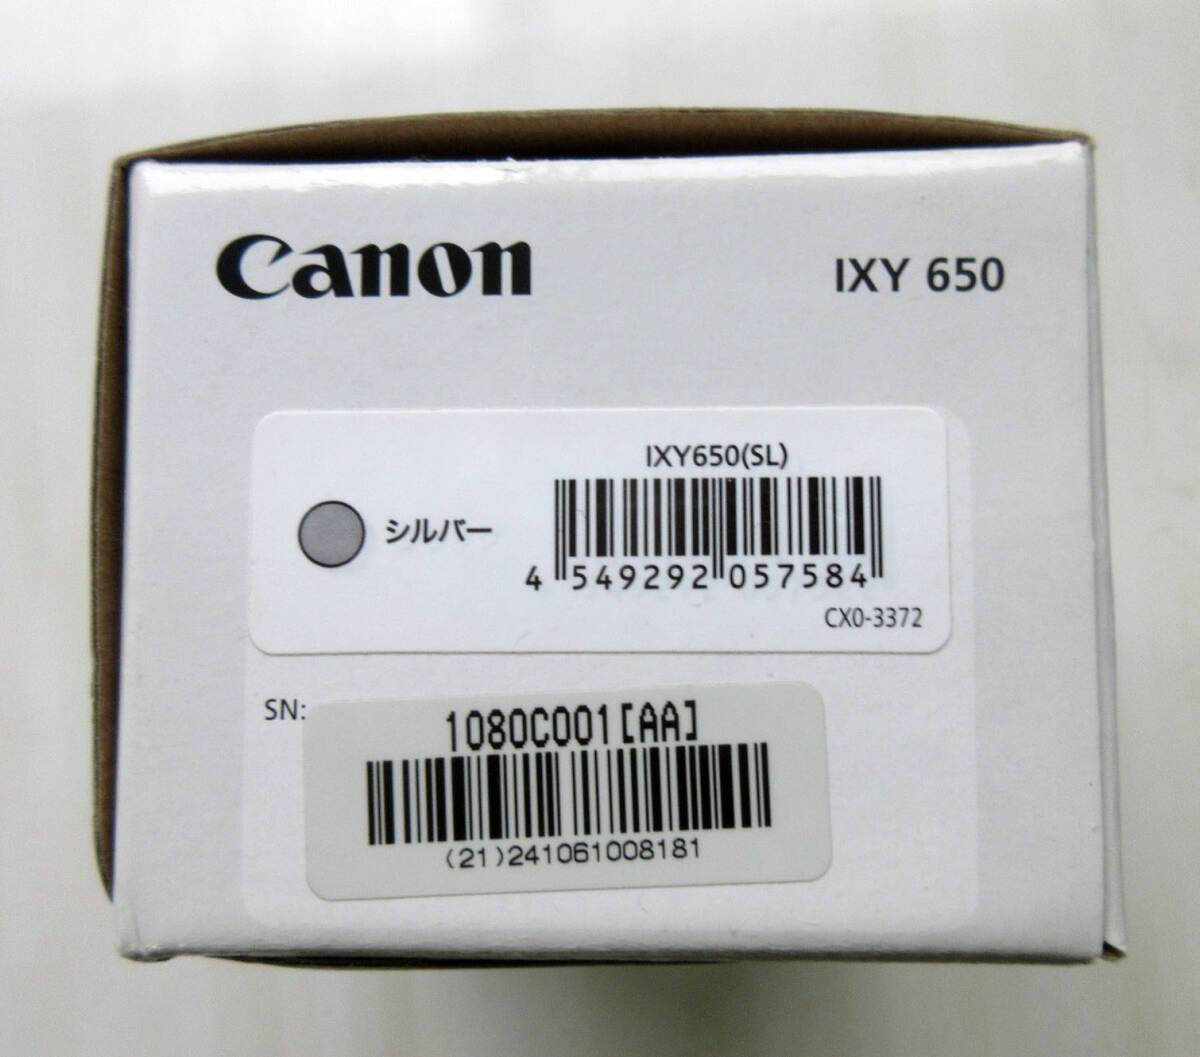 Canon
IXY 650
IXY650(SL)
シルバー
4 549292 057584
CX0-3372
SN:
1080C001[AA]
(21)241061008181